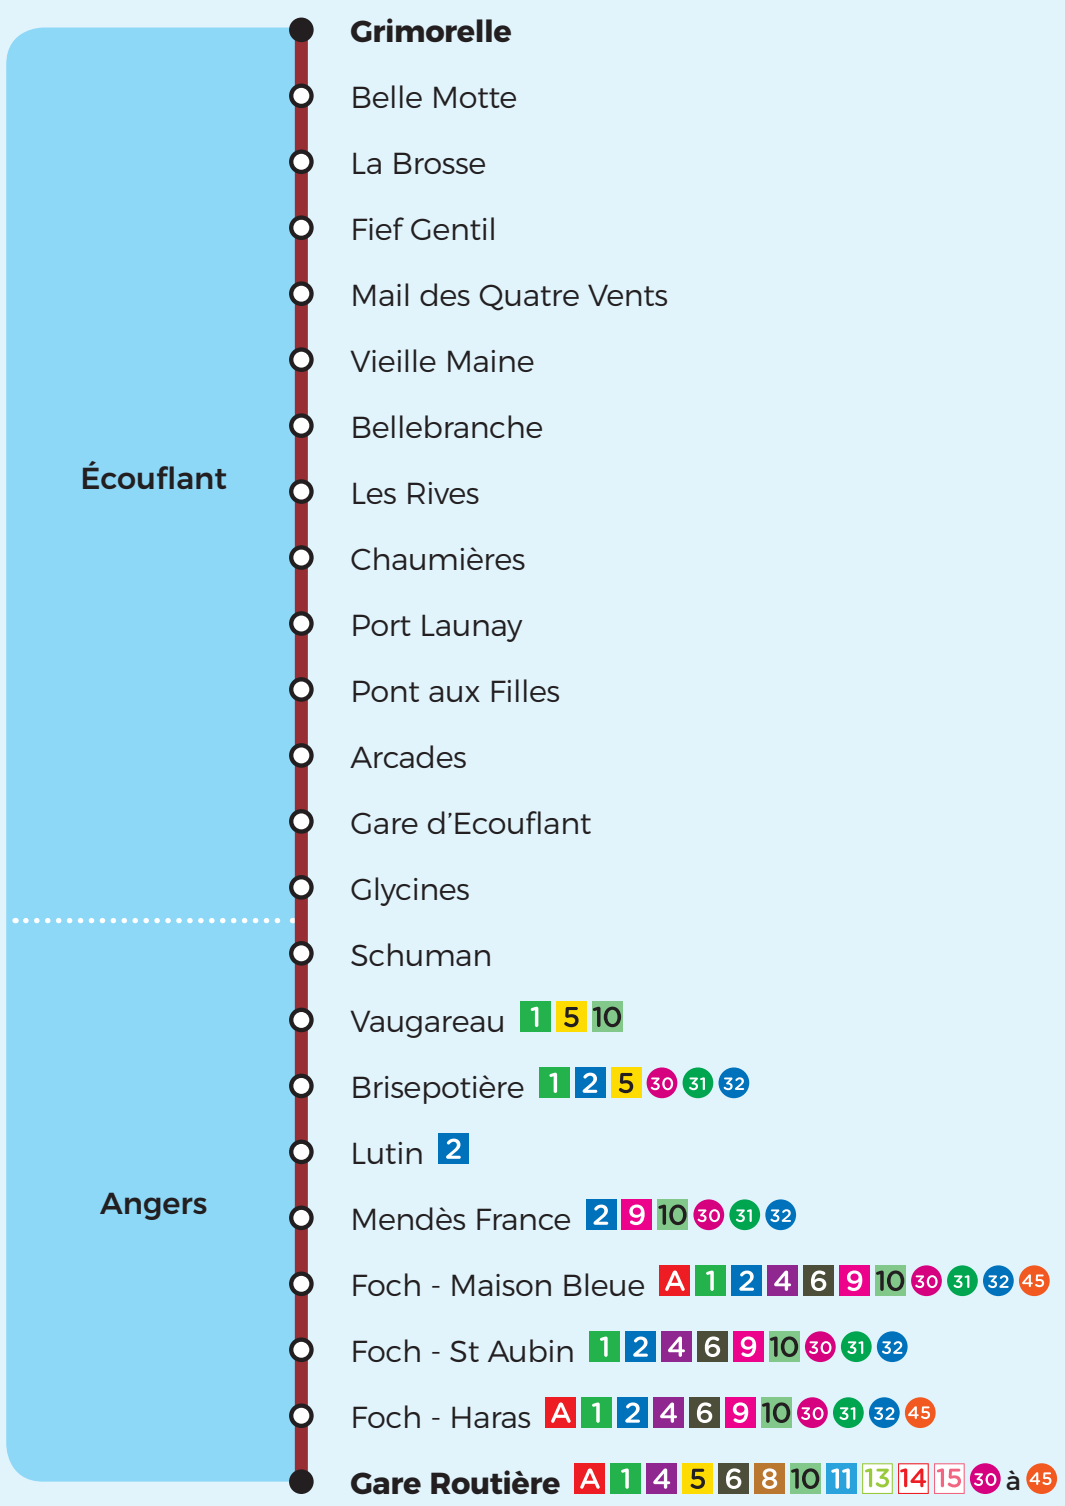 Grimorelle
Belle Motte
La Brosse
Fief Gentil
Mail des Quatre Vents
Vieille Maine
Bellebranche
Écouflant
Les Rives
Chaumières
Port Launay
Pont aux Filles
Arcades
Gare d’Ecouflant
Glycines
Schuman
Vaugareau 1 5 10
Brisepotière 1 2 5 30 31 32
Lutin 2
Angers
Mendès France 2 9 10 30 31 32
Foch - Maison Bleue A 1 2 4 6 9 10 30 31 32 45
Foch - St Aubin 1 2 4 6 9 10 30 31 32
Foch - Haras A 1 2 4 6 9 10 30 31 32 45
Gare Routière A 1 4 5 6 8 10 11 13 14 15 30 à 45